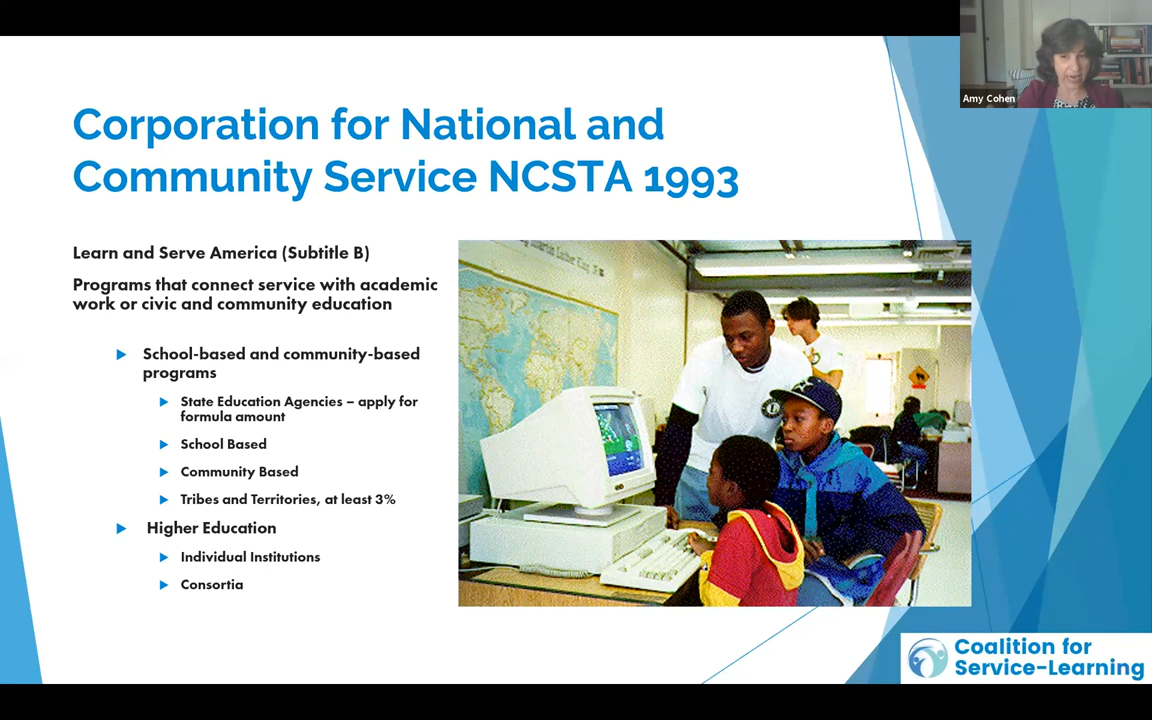 Amy Cohen
Corporation for National and
Community Service NCSTA 1993
Learn and Serve America (Subtitle B)
Programs that connect service with academic
work or civic and community education
School-based and community-based
programs
State Education Agencies – apply for
formula amount
School Based
Community Based
Tribes and Territories, at least 3%
Higher Education
Individual Institutions
Consortia
Coalition for
Service-Learning